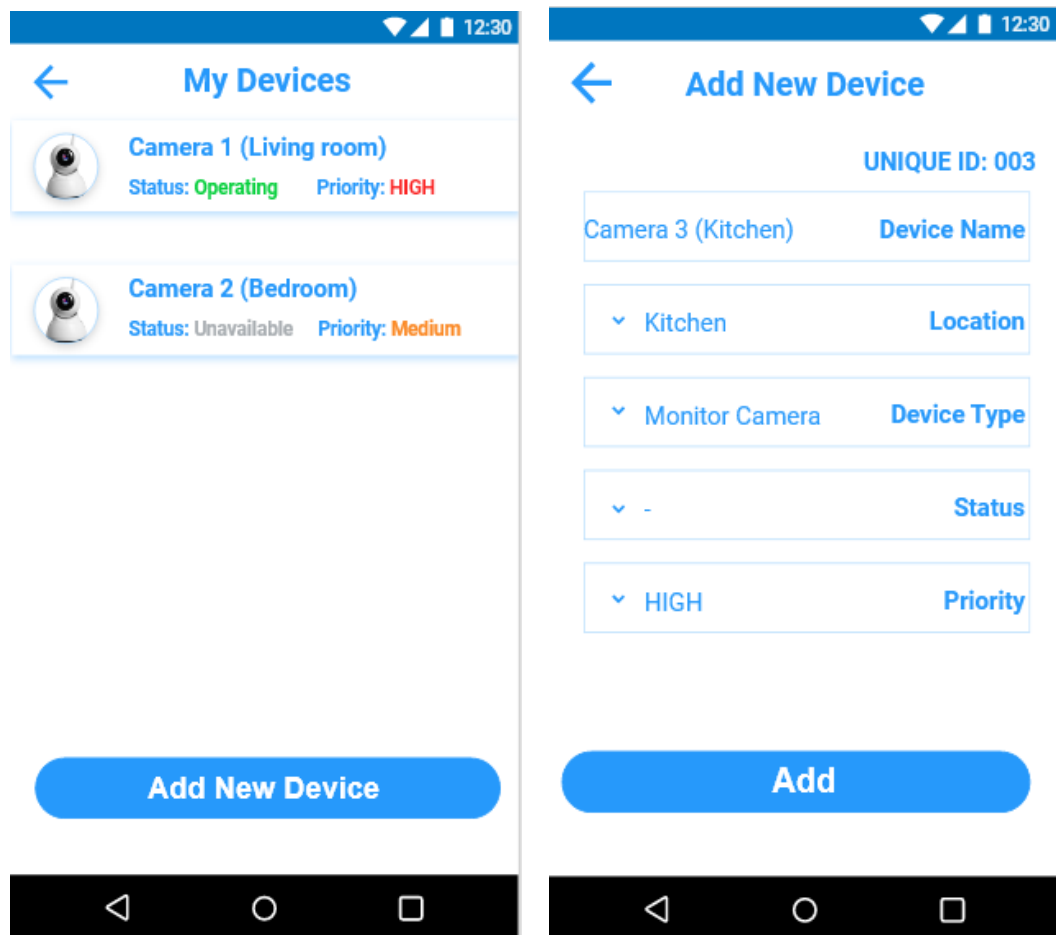 12:30
My Devices
Camera 1 (Living room)
Status: Operating Priority: HIGH
Camera 2 (Bedroom)
Status: Unavailable Priority: Medium
Add New Device
12:30
Add New Device
UNIQUE ID: 003
Camera 3 (Kitchen) Device Name
Kitchen Location
Monitor Camera Device Type
- Status
HIGH Priority
Add